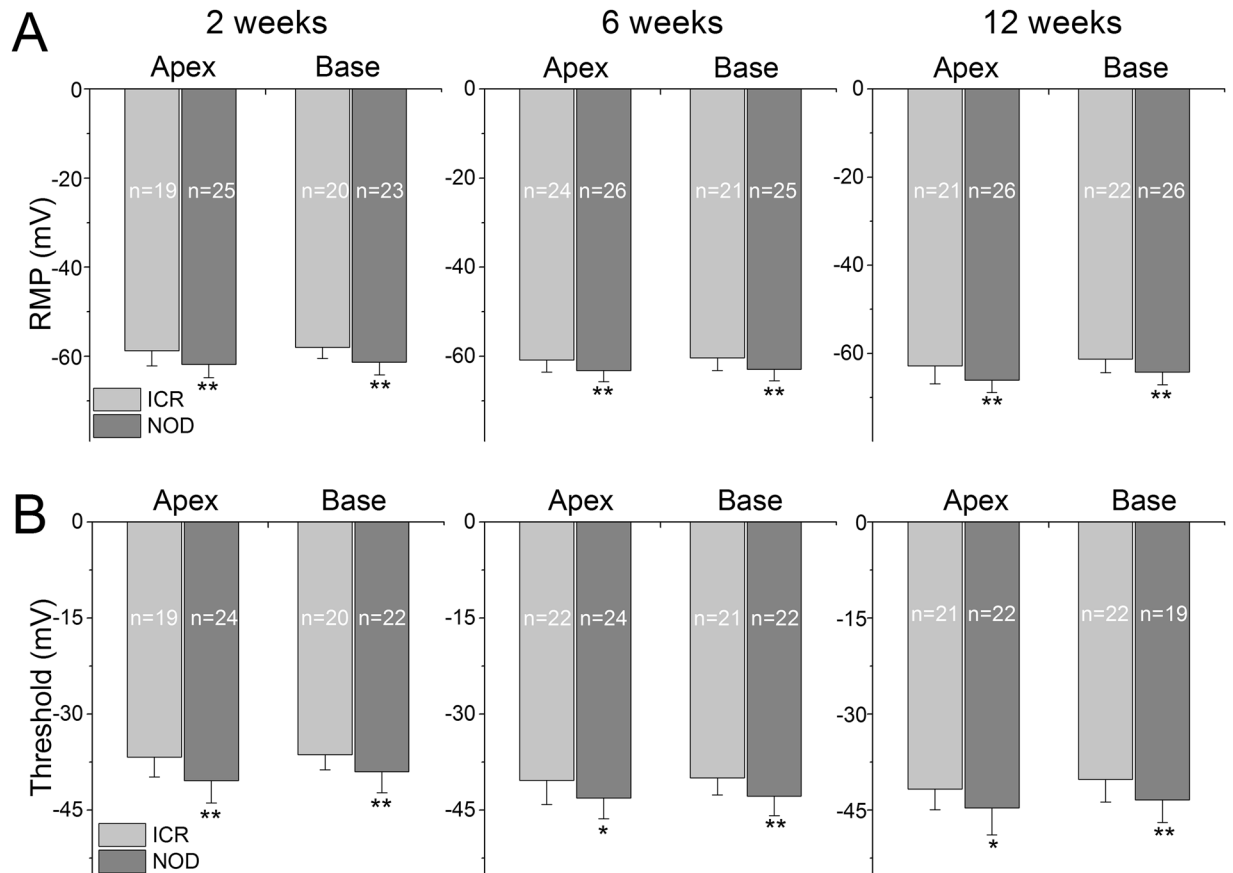 A
2 weeks 6 weeks 12 weeks
Apex Base Apex Base Apex Base
0 0 0
n=19 n=25 n=20 n=23 n=24 n=26 n=21 n=25 n=21 n=26 n=22 n=26
-20 -20 -20
RMP (mV)
-40 -40 -40
-60 -60 -60
** ** ** ** ** **
ICR
NOD
B
Apex Base Apex Base Apex Base
0 0 0
n=19 n=24 n=20 n=22 n=22 n=24 n=21 n=22 n=21 n=22 n=22 n=19
-15 -15 -15
Threshold (mV)
-30 -30 -30
-45 -45 -45
** ** * ** * **
ICR
NOD